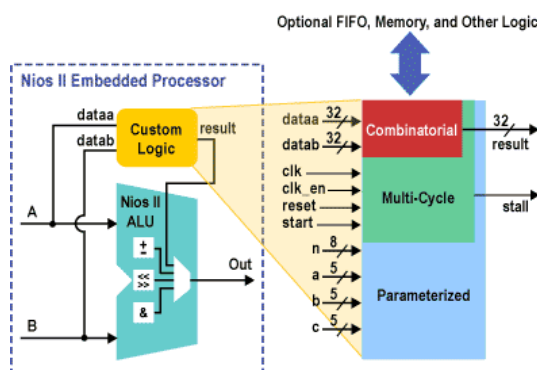 Optional FIFO, Memory, and Other Logic
Nios II Embedded Processor
dataa
datab
Custom
Logic
result
A
Nios II
ALU
+
-
<<
>>
&
Out
B
dataa
32
datab
32
clk
clk_en
reset
start
n
8
a
5
b
5
c
5
Combinatorial
Multi-Cycle
Parameterized
32
result
stall